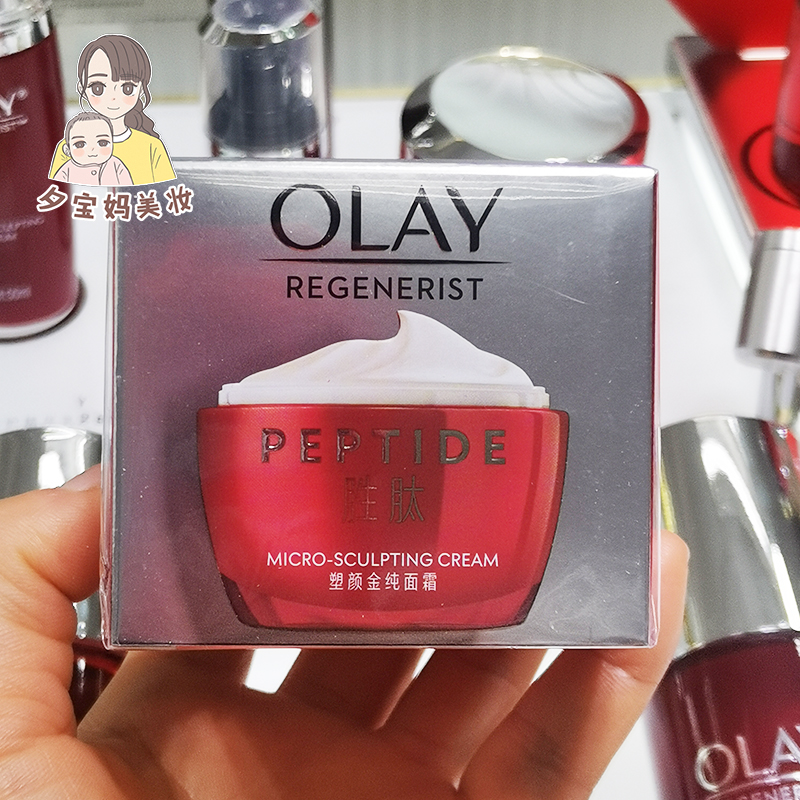 夕宝妈美妆
OLAY
REGENERIST
PEPTIDE
胜肽
MICRO-SCULPTING CREAM
塑颜金纯面霜
OLAY
REGENERIST